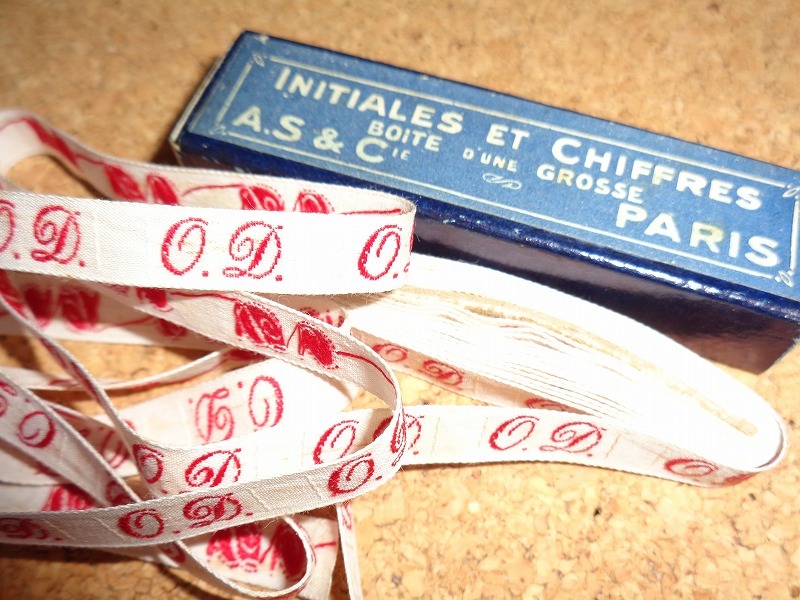 INITIALES ET CHIFFRES
BOITE D'UNE GROSSE
A.S & Cie PARIS
O.D.
O.D.
O.
O.D.
O.D.
O.D.
O.D.
O.D.